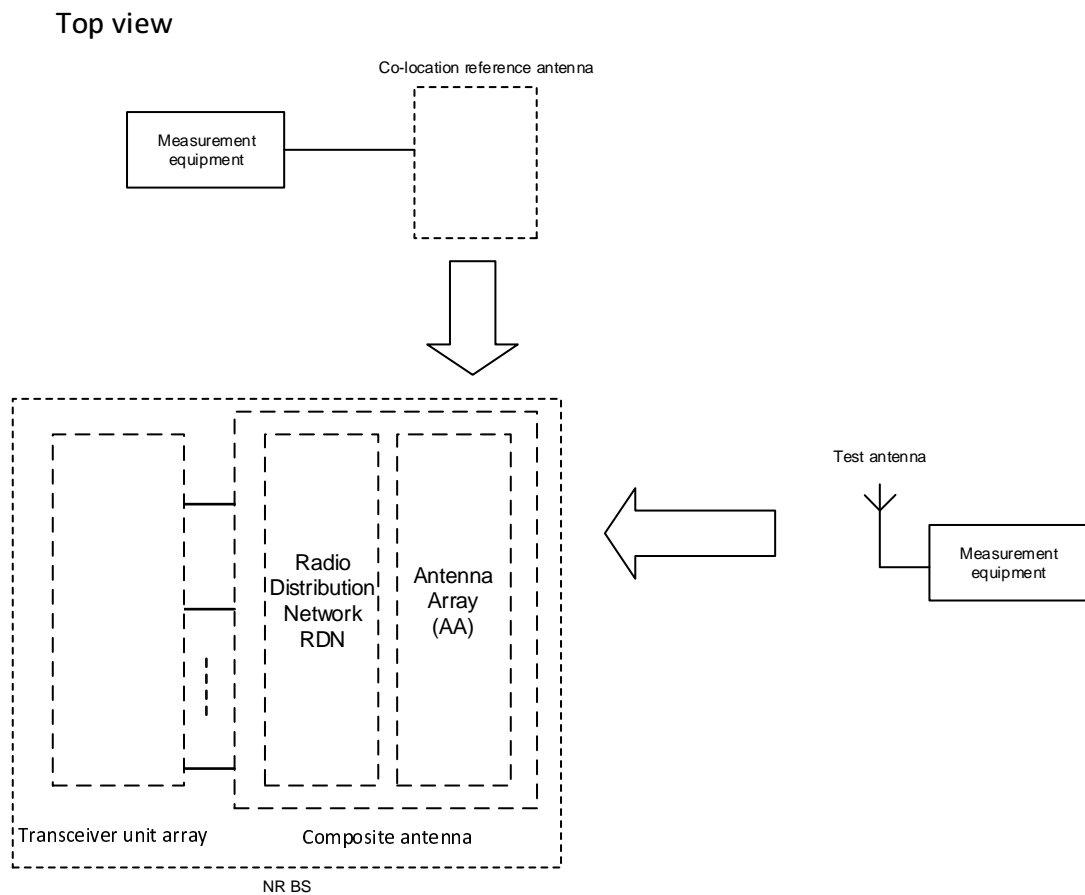 Top view
Co-location reference antenna
Measurement
equipment
Test antenna
Measurement
equipment
Radio
Distribution
Network
RDN
Antenna
Array
(AA)
Transceiver unit array
Composite antenna
NR BS